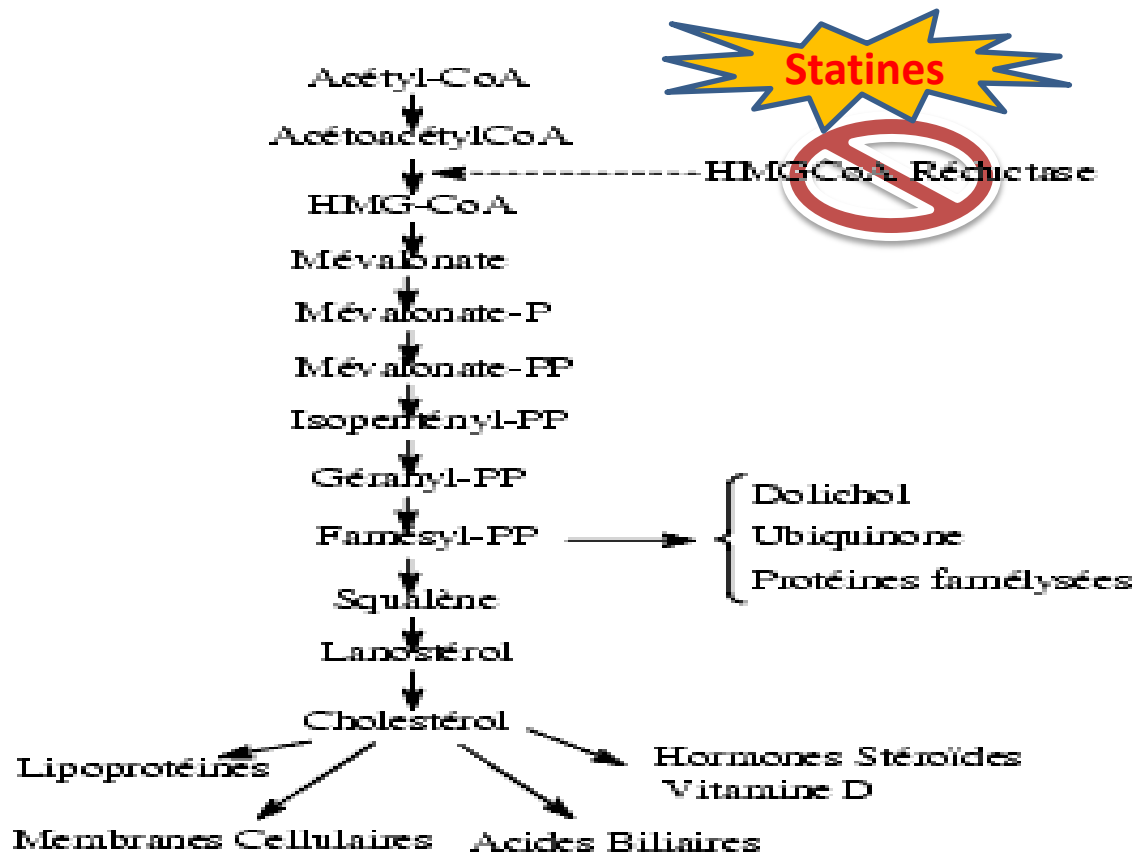 Statines
Acétyl-CoA
AcétoacétylCoA
HMGCoA Réductase
HMG-CoA
Mévalonate
Mévalonate-P
Mévalonate-PP
Isopentényl-PP
Géranyl-PP
Farnésyl-PP
Dolichol
Ubiquinone
Protéines farnélysées
Squalène
Lanostérol
Cholestérol
Lipoprotéines
Hormones Stéroïdes
Vitamine D
Membranes Cellulaires
Acides Biliaires